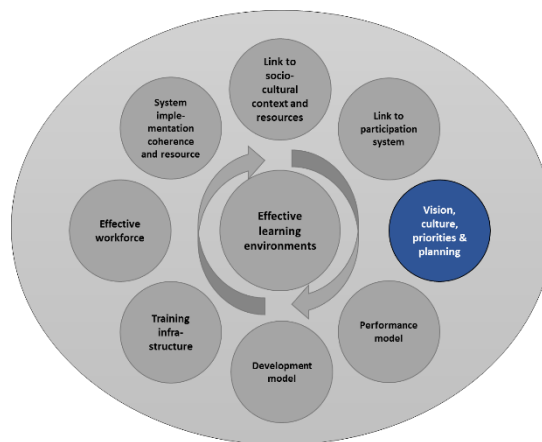 Link to
socio-
cultural
context and
resources
Link to
participation
system
Vision,
culture,
priorities &
planning
Performance
model
Development
model
Training
infra-
structure
Effective
workforce
System
imple-
mentation
coherence
and resource
Effective
learning
environments